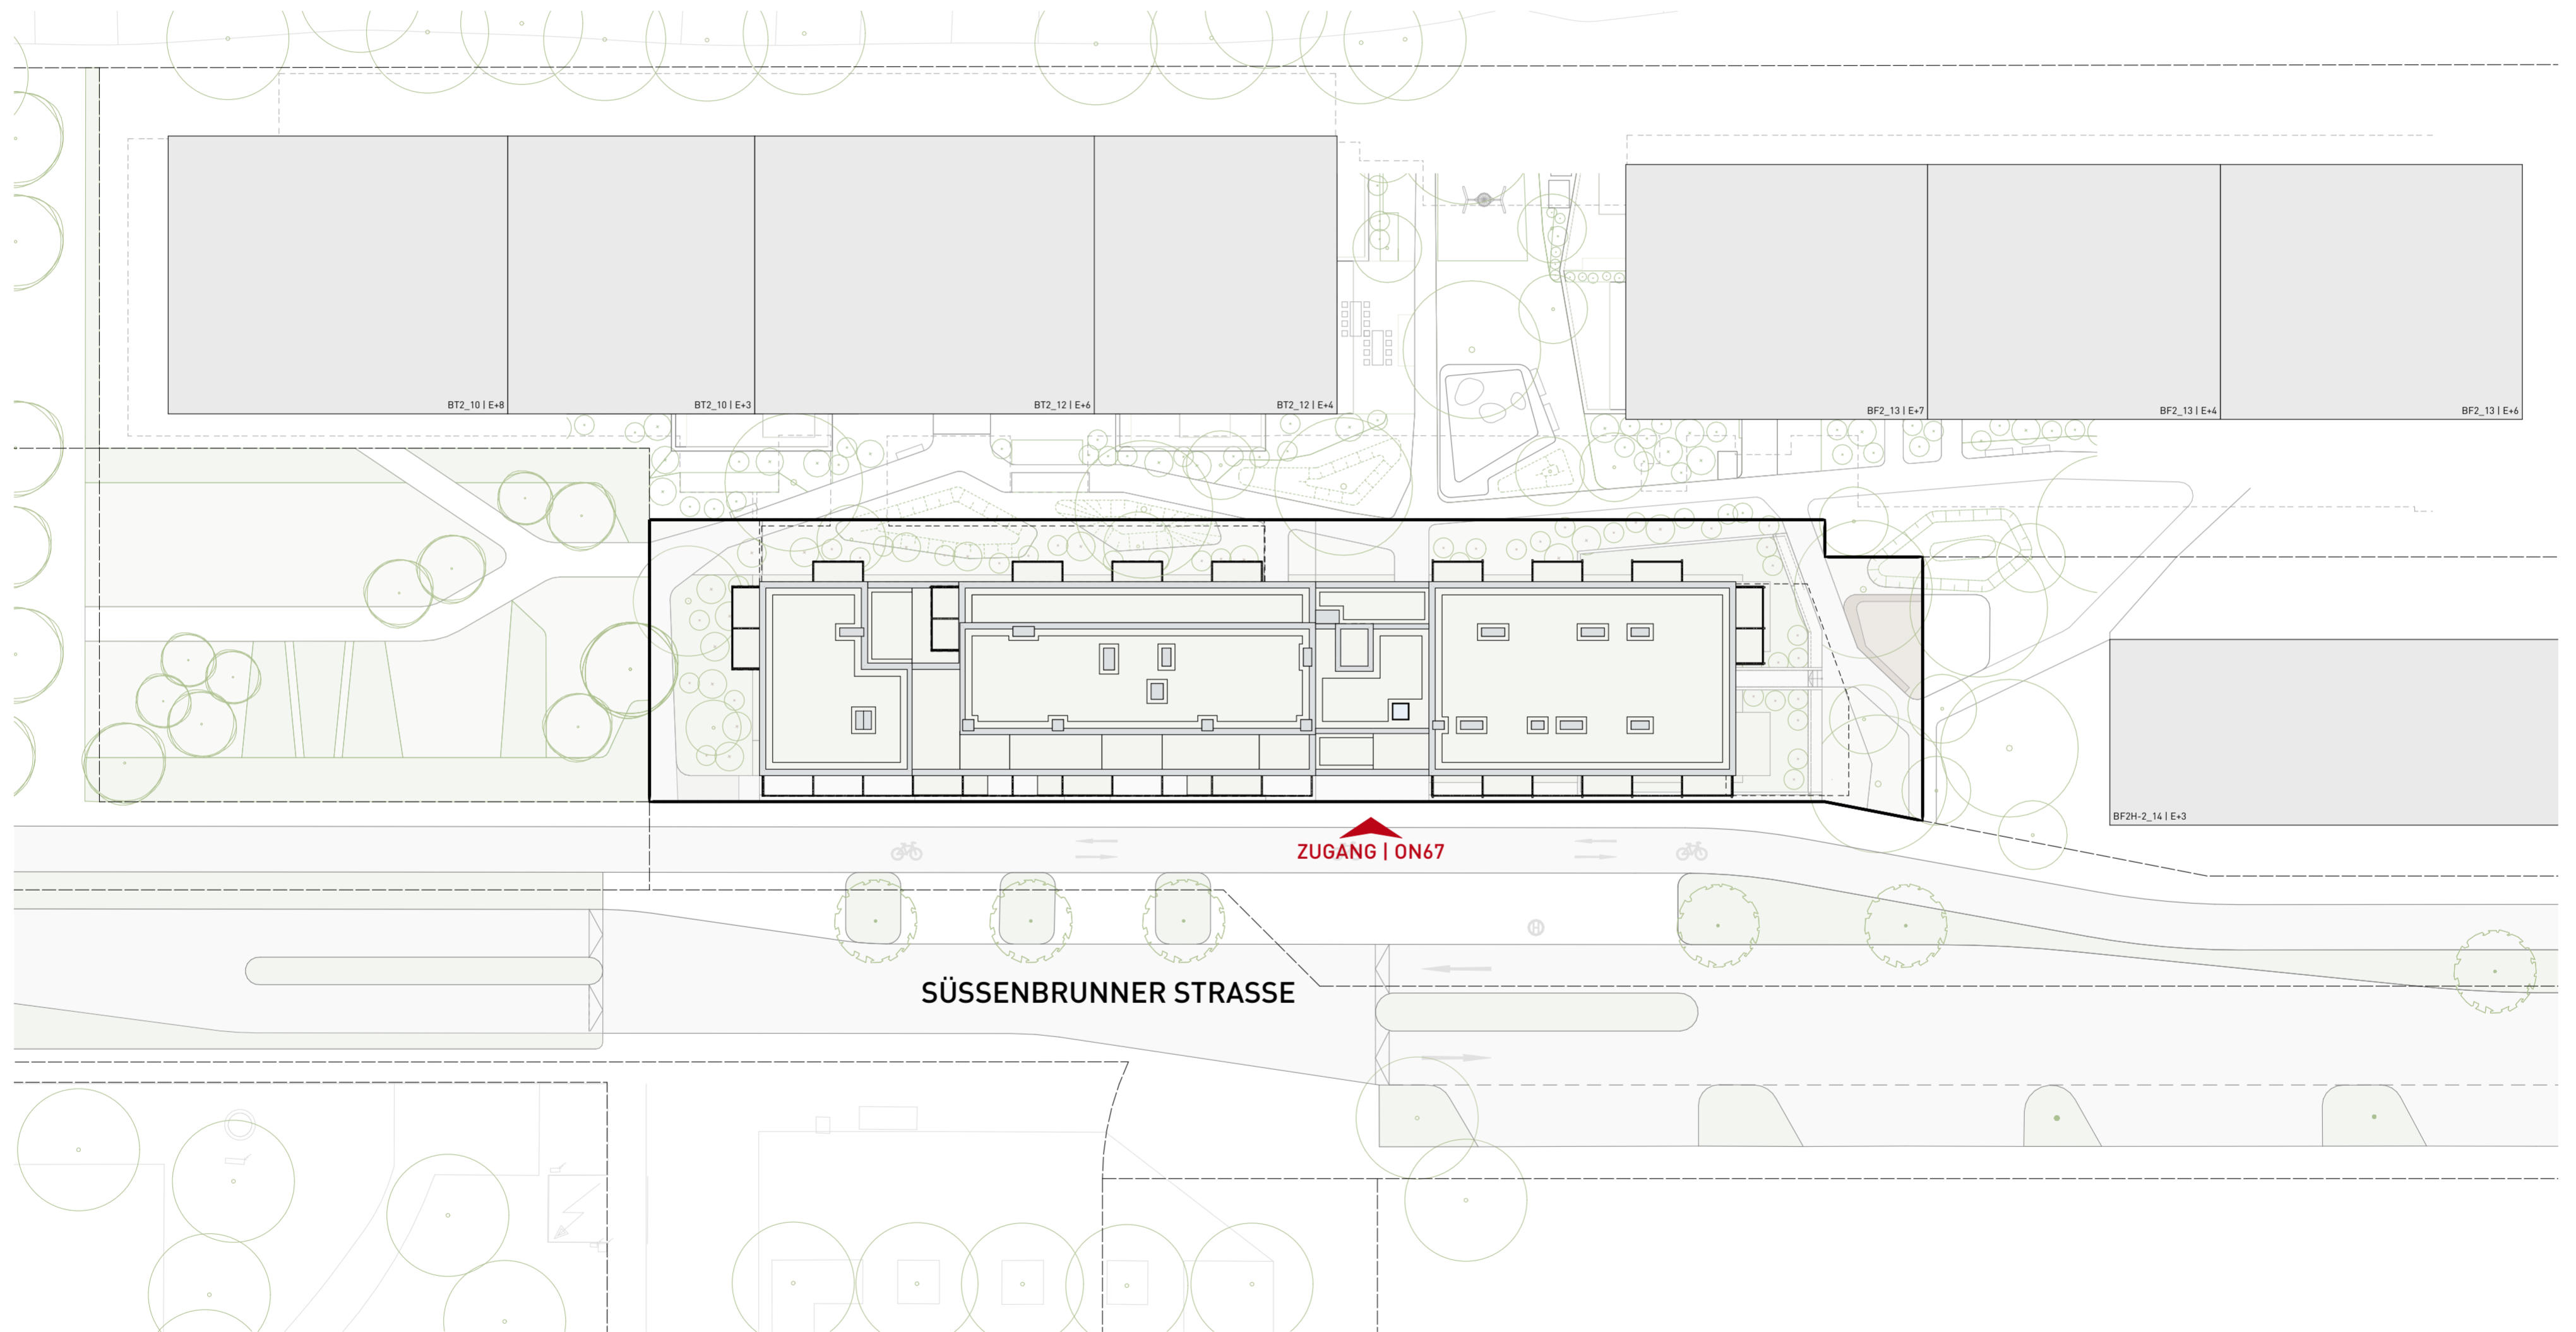 BT2_10 | E+8
BT2_10 | E+3
BT2_12 | E+6
BT2_12 | E+4
BF2_13 | E+7
BF2_13 | E+4
BF2_13 | E+6
BF2H-2_14 | E+3
ZUGANG | ON67
H
SÜSSENBRUNNER STRASSE